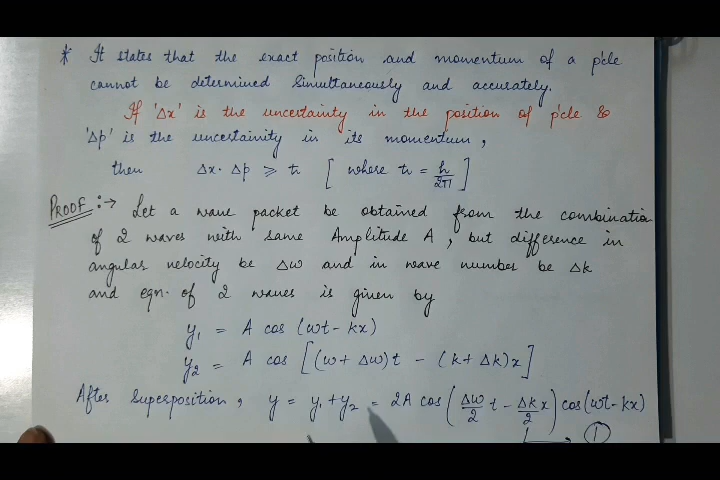 * It states that the exact position and momentum of a p'cle
cannot be determined simultaneously and accurately.
If 'Δx' is the uncertainty in the position of p'cle &
'Δp' is the uncertainity in its momentum,
then Δx. Δp ≥ ħ [where ħ = h/2π]
PROOF :→ Let a wave packet be obtained from the combination
of 2 waves with same Amplitude A, but difference in
angular velocity be Δω and in wave number be Δk
and eqn. of 2 waves is given by
y₁ = A cos (ωt - kx)
y₂ = A cos [(ω + Δω)t - (k + Δk)x]
After Superposition, y = y₁ + y₂ = 2A cos (Δω/2 t - Δk/2 x) cos(ωt - kx)
→ ①